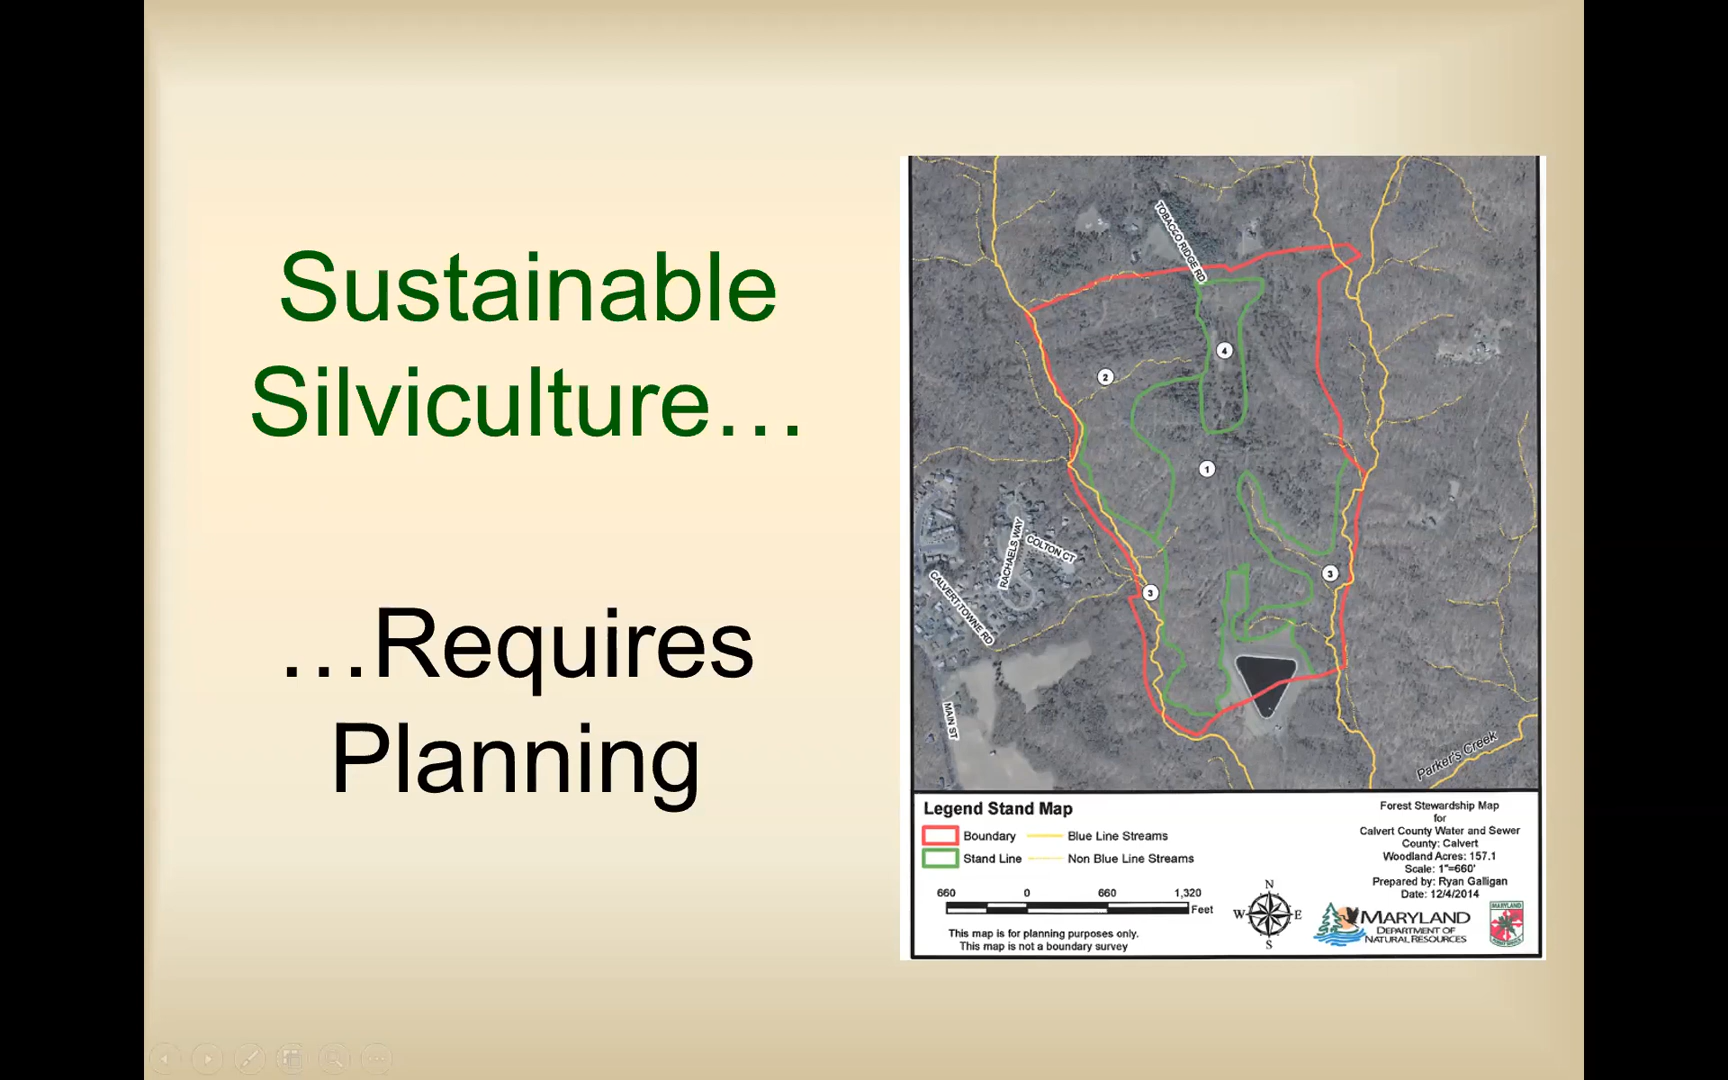 Sustainable
Silviculture…
…Requires
Planning
TOBACCO RIDGE RD
4
2
1
RACHAELS WAY
COLTON CT
CALVERT TOWNE RD
3
3
MAIN ST
Parker's Creek
Legend Stand Map
Boundary
Blue Line Streams
Stand Line
Non Blue Line Streams
660 0 660 1,320
Feet
This map is for planning purposes only.
This map is not a boundary survey
N
W E
S
Forest Stewardship Map
for
Calvert County Water and Sewer
County: Calvert
Woodland Acres: 157.1
Scale: 1"=660'
Prepared by: Ryan Galligan
Date: 12/4/2014
MARYLAND
DEPARTMENT OF
NATURAL RESOURCES
MARYLAND